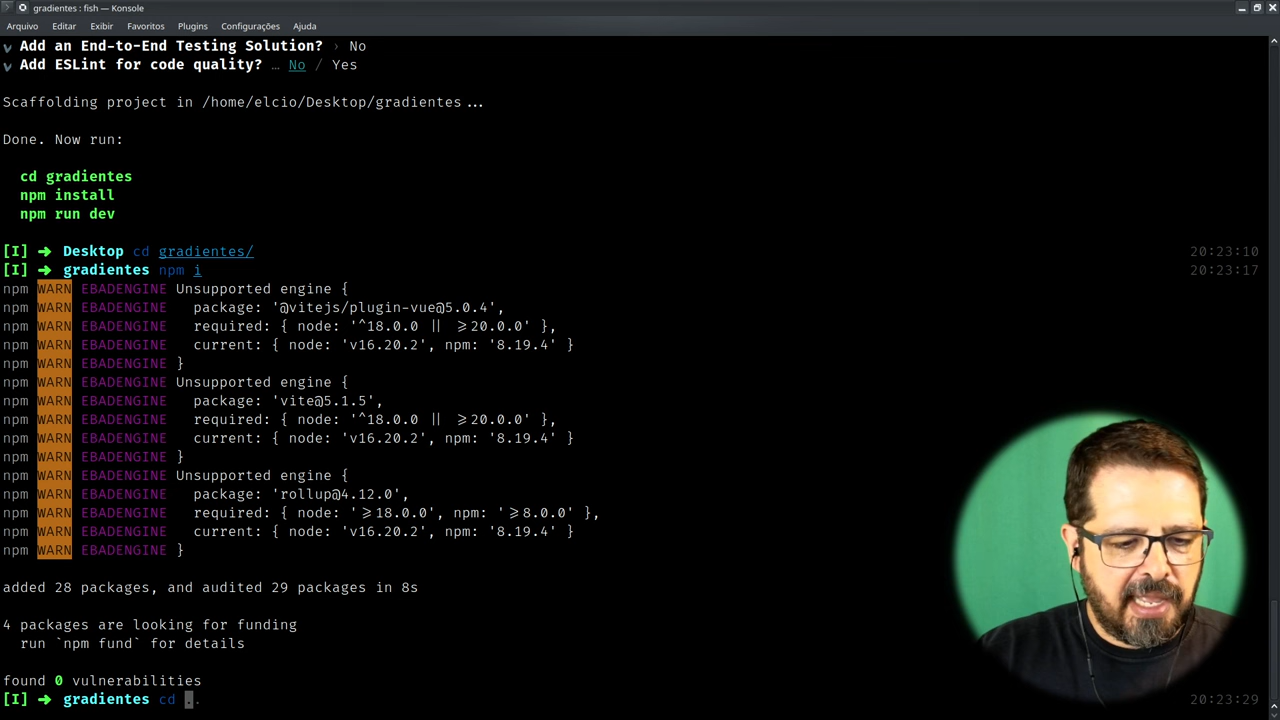 gradientes : fish — Konsole
Arquivo Editar Exibir Favoritos Plugins Configurações Ajuda
Add an End-to-End Testing Solution? › No
Add ESLint for code quality? … No / Yes
Scaffolding project in /home/elcio/Desktop/gradientes...
Done. Now run:
cd gradientes
npm install
npm run dev
[I] ➜ Desktop cd gradientes/ 20:23:10
[I] ➜ gradientes npm i 20:23:17
npm WARN EBADENGINE Unsupported engine {
npm WARN EBADENGINE   package: '@vitejs/plugin-vue@5.0.4',
npm WARN EBADENGINE   required: { node: '^18.0.0 || >=20.0.0' },
npm WARN EBADENGINE   current: { node: 'v16.20.2', npm: '8.19.4' }
npm WARN EBADENGINE }
npm WARN EBADENGINE Unsupported engine {
npm WARN EBADENGINE   package: 'vite@5.1.5',
npm WARN EBADENGINE   required: { node: '^18.0.0 || >=20.0.0' },
npm WARN EBADENGINE   current: { node: 'v16.20.2', npm: '8.19.4' }
npm WARN EBADENGINE }
npm WARN EBADENGINE Unsupported engine {
npm WARN EBADENGINE   package: 'rollup@4.12.0',
npm WARN EBADENGINE   required: { node: '>=18.0.0', npm: '>=8.0.0' },
npm WARN EBADENGINE   current: { node: 'v16.20.2', npm: '8.19.4' }
npm WARN EBADENGINE }
added 28 packages, and audited 29 packages in 8s
4 packages are looking for funding
run `npm fund` for details
found 0 vulnerabilities
[I] ➜ gradientes cd .. 20:23:29